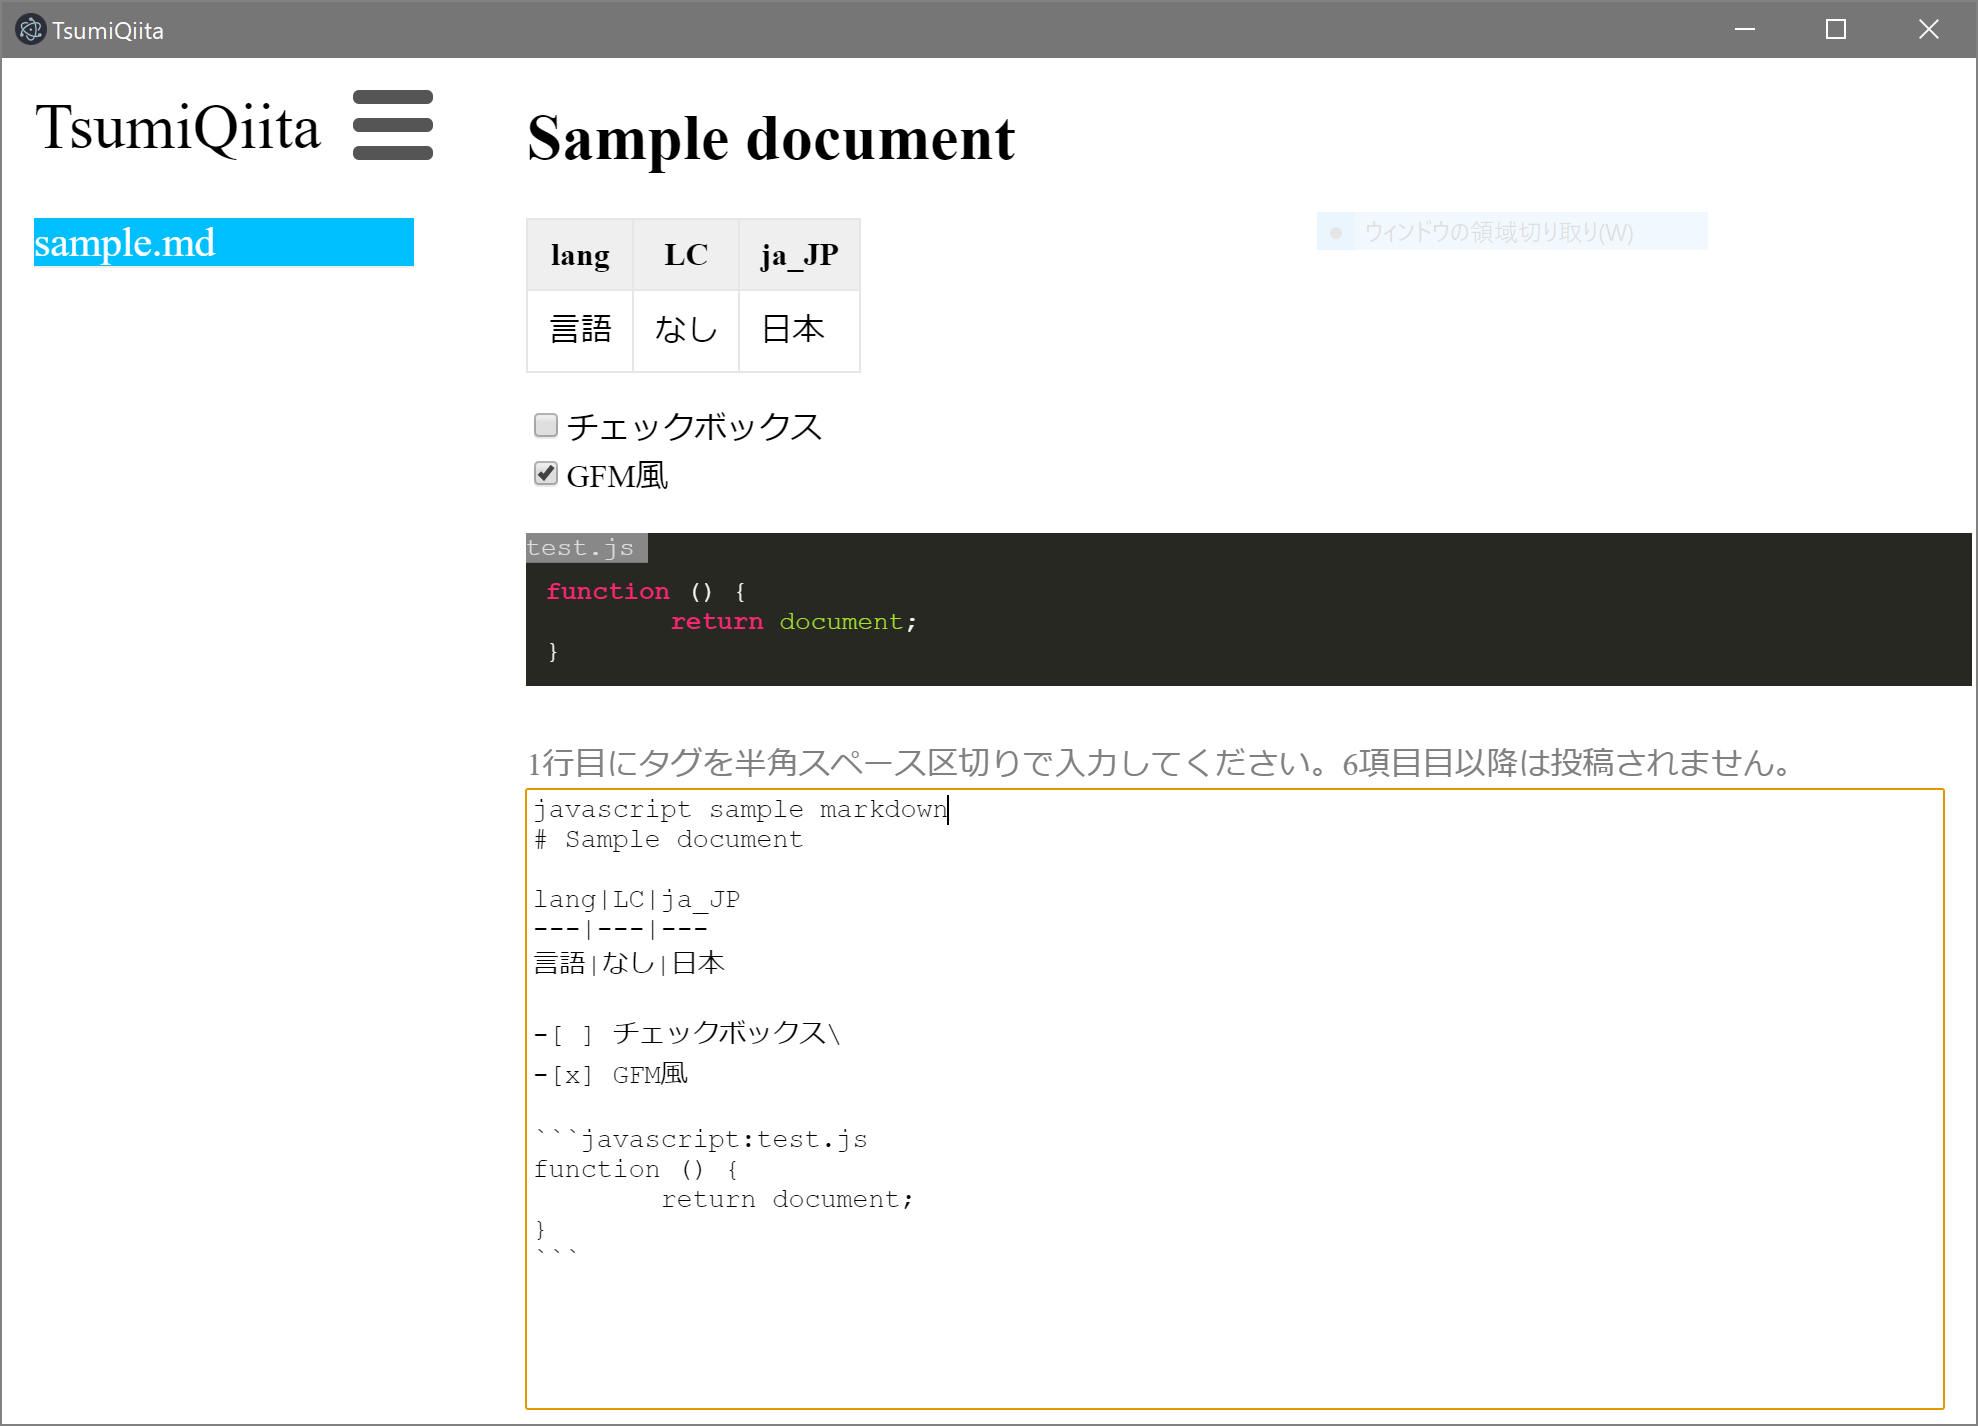 TsumiQiita
TsumiQiita
sample.md
Sample document
lang LC ja_JP
言語 なし 日本
ウィンドウの領域切り取り(W)
チェックボックス
GFM風
test.js
function () {
return document;
}
1行目にタグを半角スペース区切りで入力してください。6項目目以降は投稿されません。
javascript sample markdown
# Sample document
lang|LC|ja_JP
---|---|---
言語|なし|日本
-[ ] チェックボックス\
-[x] GFM風
```javascript:test.js
function () {
return document;
}
```